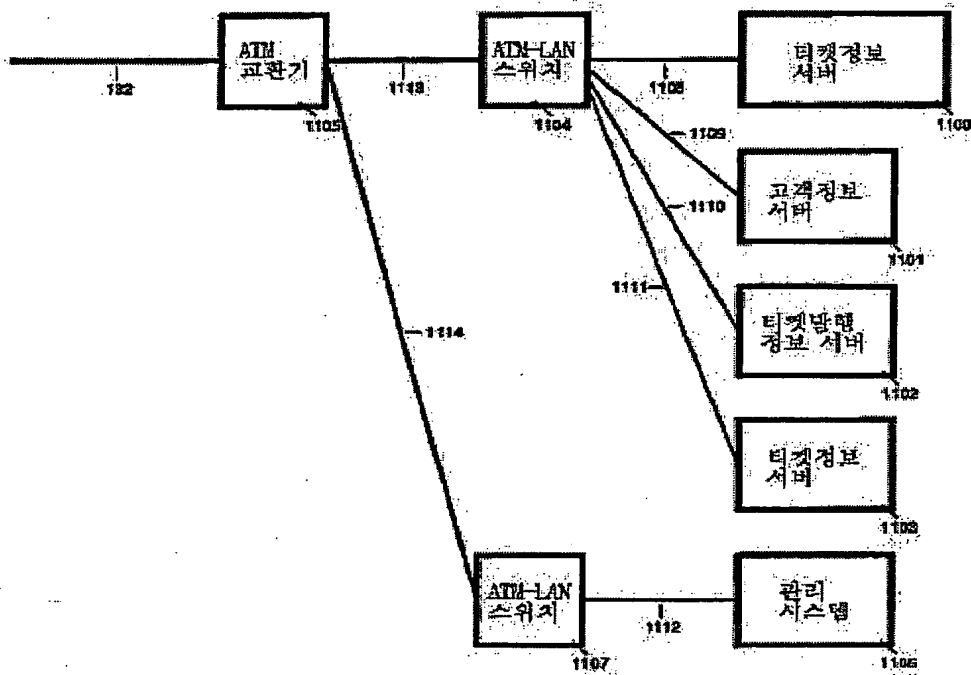 ATM
교환기
132
1105
1113
ATM-LAN
스위치
1104
1108
티켓정보
서버
1100
1109
고객정보
서버
1101
1110
티켓발행
정보 서버
1102
1111
티켓정보
서버
1103
1114
ATM-LAN
스위치
1107
1112
관리
시스템
1106